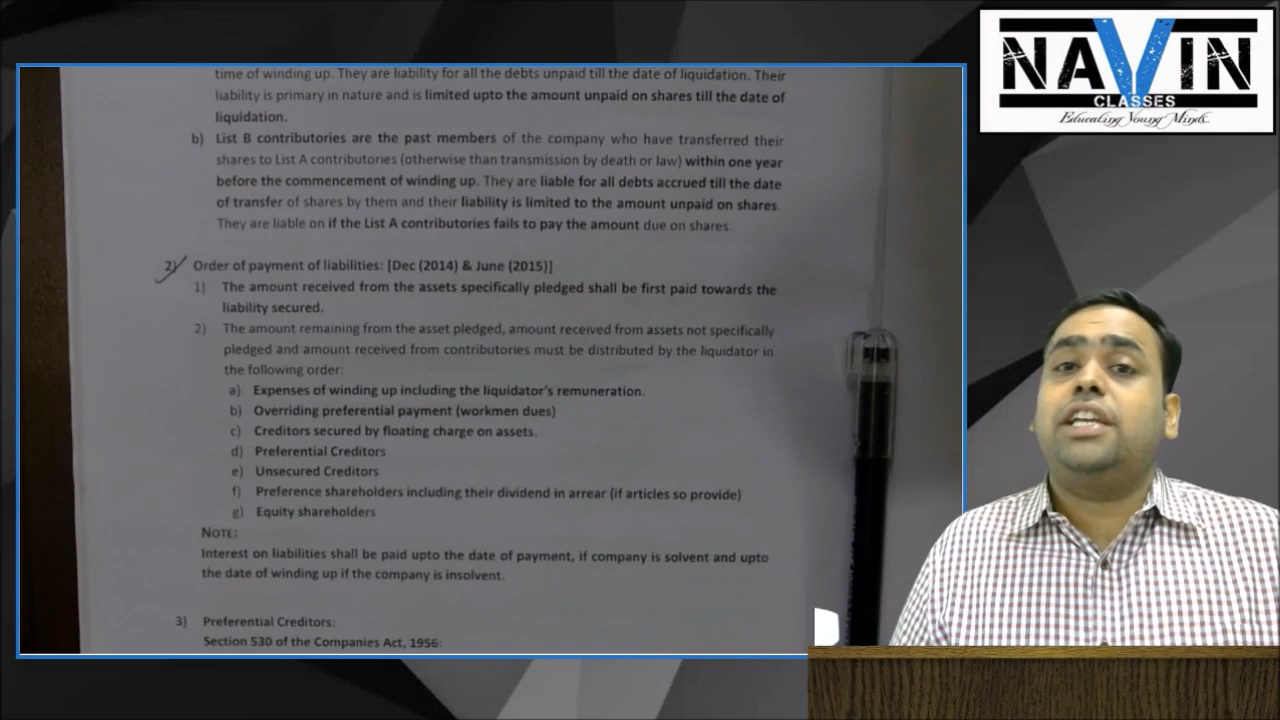 time of winding up. They are liability for all the debts unpaid till the date of liquidation. Their
liability is primary in nature and is limited upto the amount unpaid on shares till the date of
liquidation.
b) List B contributories are the past members of the company who have transferred their
shares to List A contributories (otherwise than transmission by death or law) within one year
before the commencement of winding up. They are liable for all debts accrued till the date
of transfer of shares by them and their liability is limited to the amount unpaid on shares.
They are liable on if the List A contributories fails to pay the amount due on shares
2) Order of payment of liabilities: [Dec (2014) & June (2015)]
1) The amount received from the assets specifically pledged shall be first paid towards the
liability secured.
2) The amount remaining from the asset pledged, amount received from assets not specifically
pledged and amount received from contributories must be distributed by the liquidator in
the following order:
a) Expenses of winding up including the liquidator's remuneration.
b) Overriding preferential payment (workmen dues)
c) Creditors secured by floating charge on assets.
d) Preferential Creditors
e) Unsecured Creditors
f) Preference shareholders including their dividend in arrear (if articles so provide)
g) Equity shareholders
NOTE:
Interest on liabilities shall be paid upto the date of payment, if company is solvent and upto
the date of winding up if the company is insolvent.
3) Preferential Creditors:
Section 530 of the Companies Act, 1956:
NAVIN
CLASSES
Educating Young Minds..